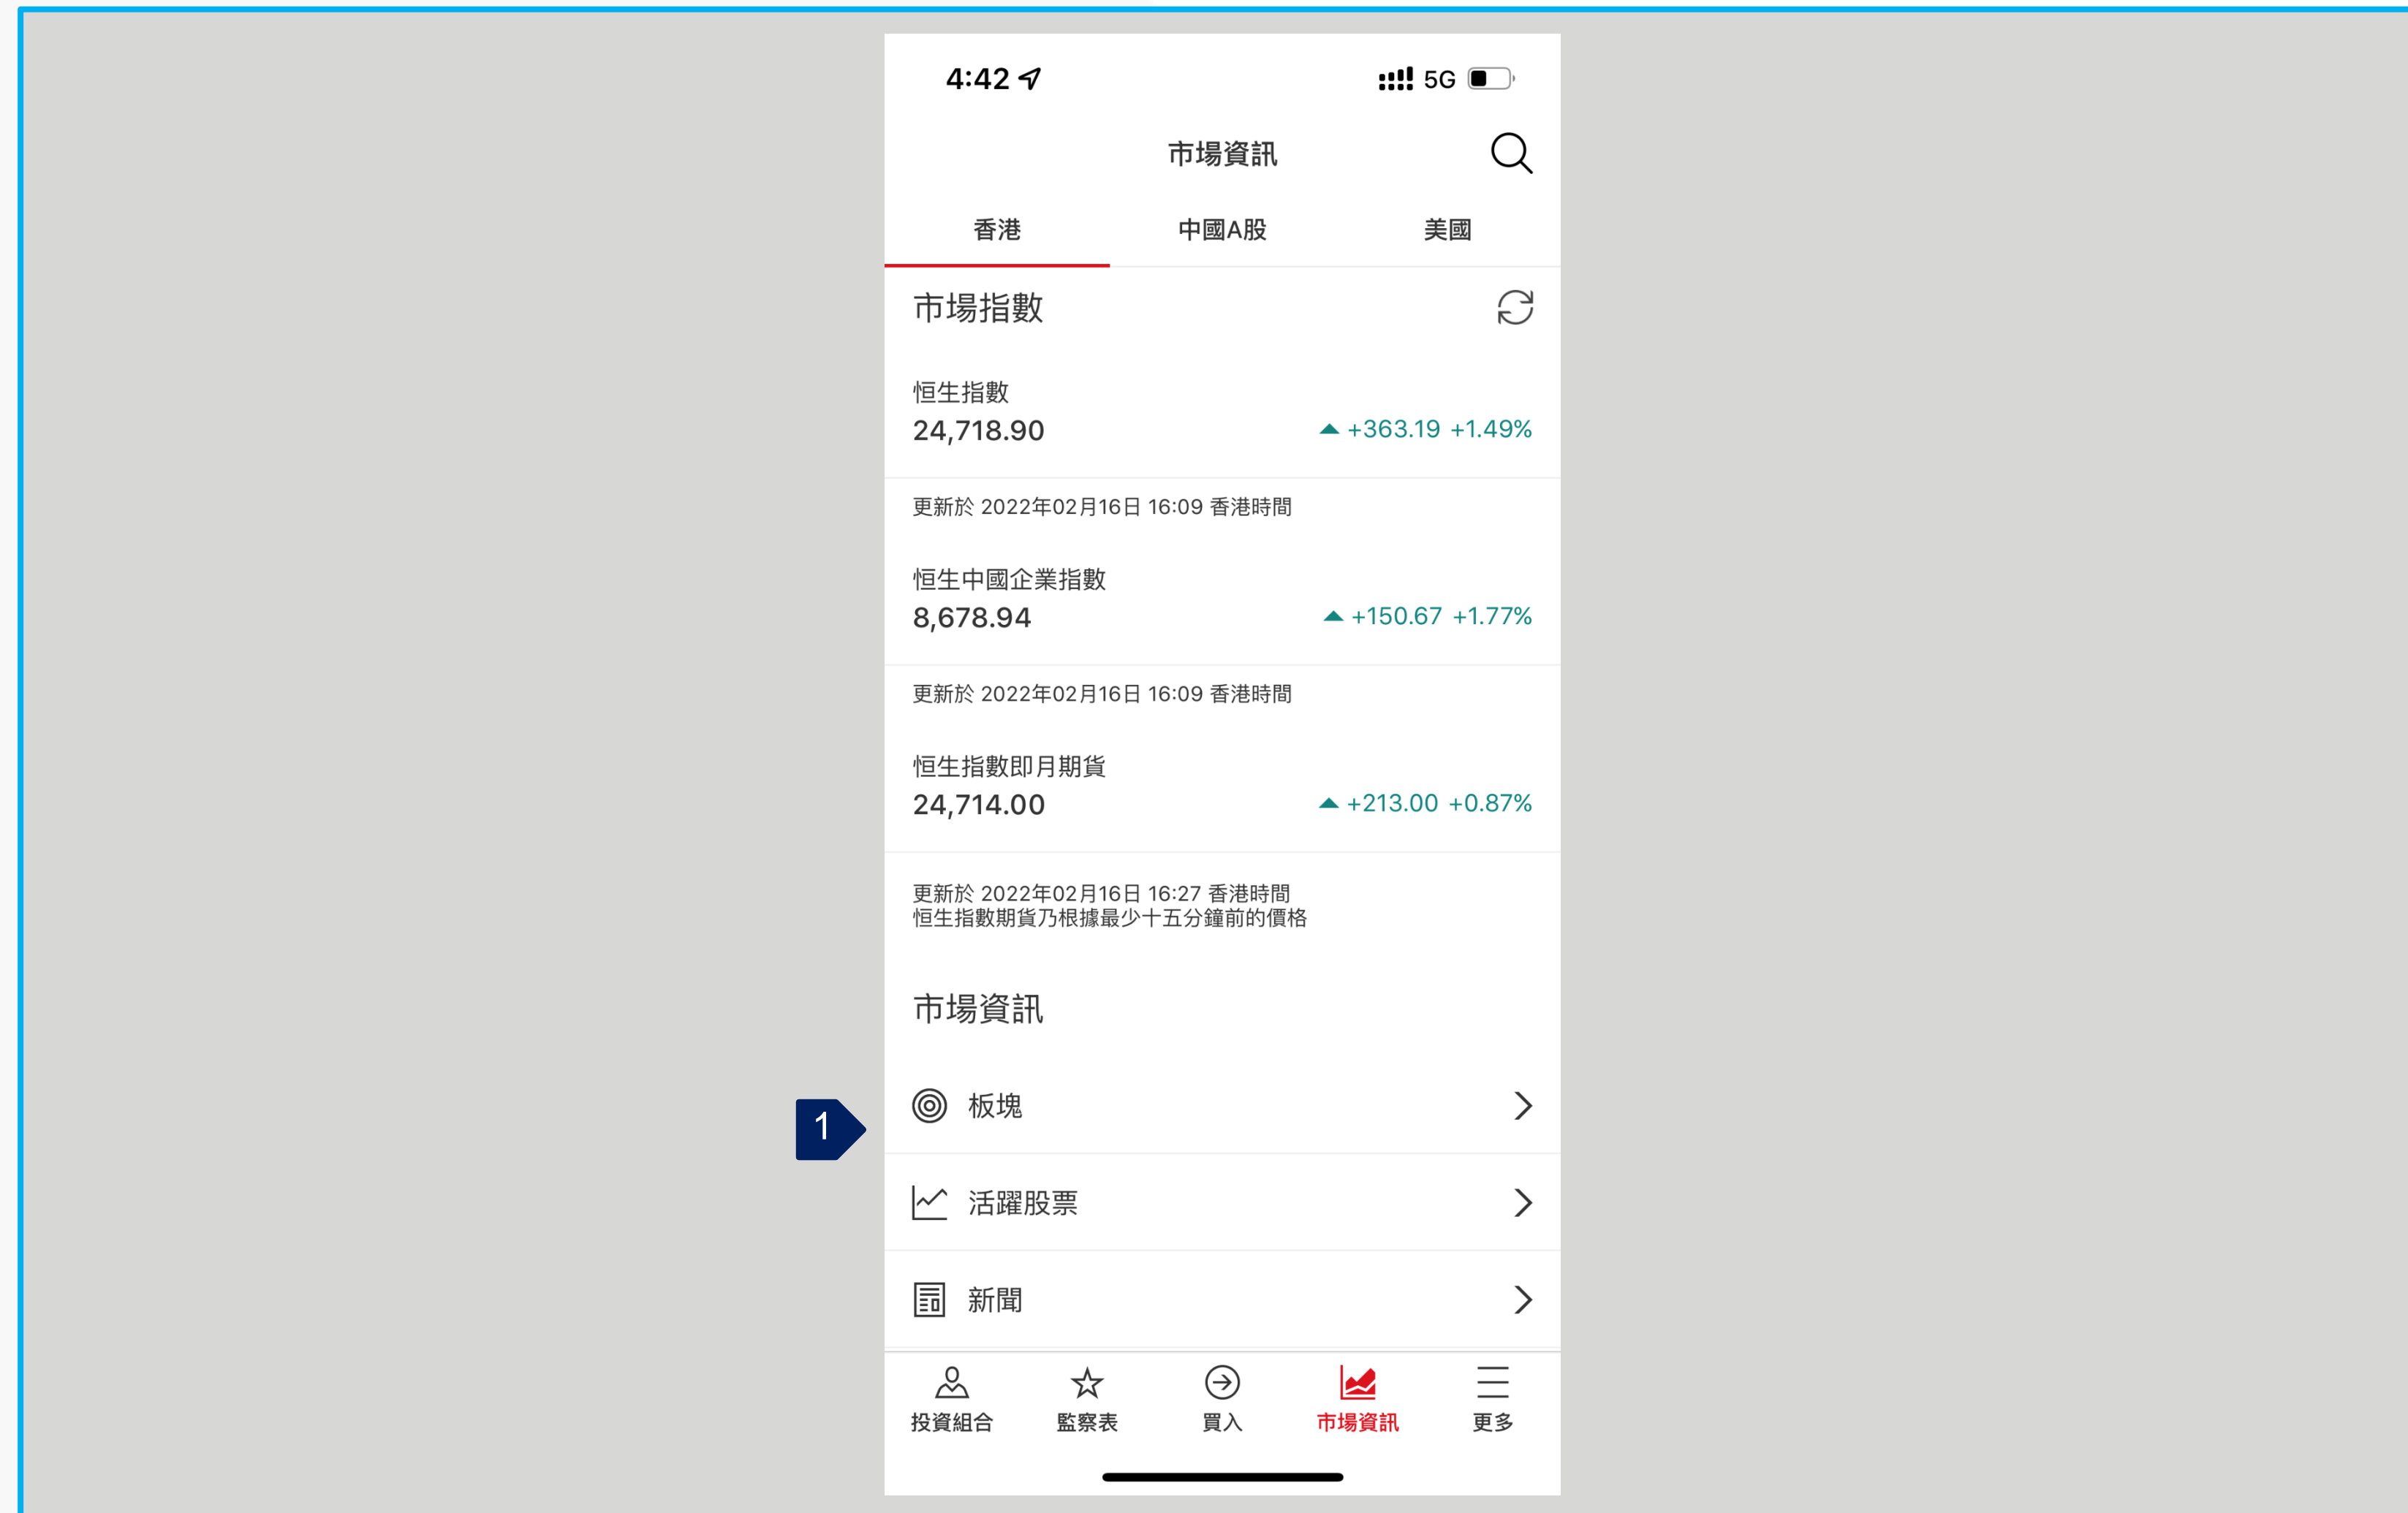 4:42 5G
市場資訊
香港 中國A股 美國
市場指數
恒生指數
24,718.90 +363.19 +1.49%
更新於 2022年02月16日 16:09 香港時間
恒生中國企業指數
8,678.94 +150.67 +1.77%
更新於 2022年02月16日 16:09 香港時間
恒生指數即月期貨
24,714.00 +213.00 +0.87%
更新於 2022年02月16日 16:27 香港時間
恒生指數期貨乃根據最少十五分鐘前的價格
市場資訊
板塊
1
活躍股票
新聞
投資組合 監察表 買入 市場資訊 更多